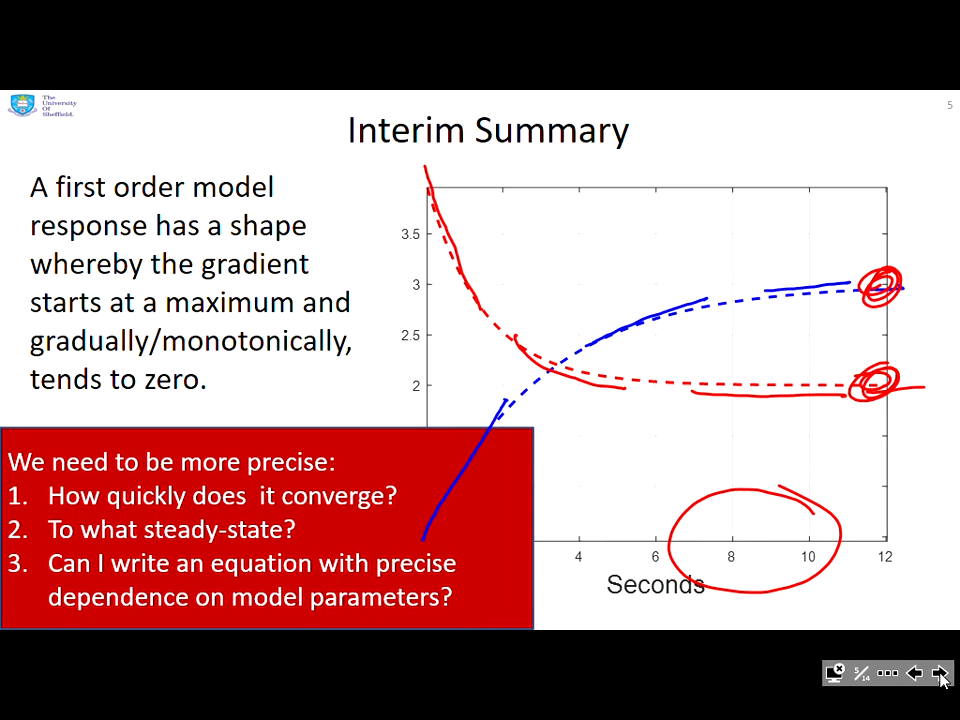 The
University
Of
Sheffield.
5
Interim Summary
A first order model
response has a shape
whereby the gradient
starts at a maximum and
gradually/monotonically,
tends to zero.
3.5
3
2.5
2
4 6 8 10 12
Seconds
We need to be more precise:
1. How quickly does it converge?
2. To what steady-state?
3. Can I write an equation with precise
dependence on model parameters?
5/14